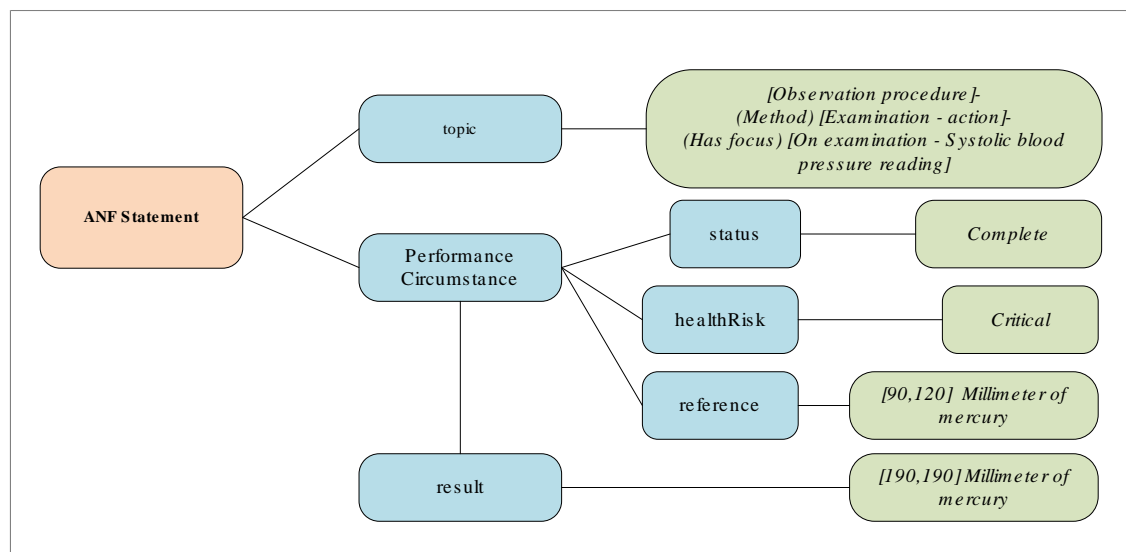 [Observation procedure]-
(Method) [Examination - action]-
(Has focus) [On examination - Systolic blood
pressure reading]
topic
ANF Statement
Performance
Circumstance
status
Complete
healthRisk
Critical
reference
[90,120] Millimeter of
mercury
result
[190,190] Millimeter of
mercury